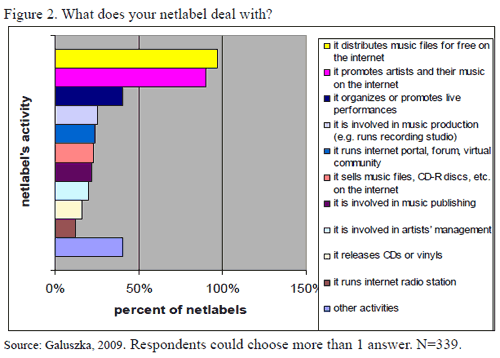 Figure 2. What does your netlabel deal with?
netlabel's activity
0%
50%
100%
150%
percent of netlabels
it distributes music files for free on
the internet
it promotes artists and their music
on the internet
it organizes or promotes live
performances
it is involved in music production
(e.g. runs recording studio)
it runs internet portal, forum, virtual
community
it sells music files, CD-R discs, etc.
on the internet
it is involved in music publishing
it is involved in artists' management
it releases CDs or vinyls
it runs internet radio station
other activities
Source: Galuszka, 2009. Respondents could choose more than 1 answer. N=339.